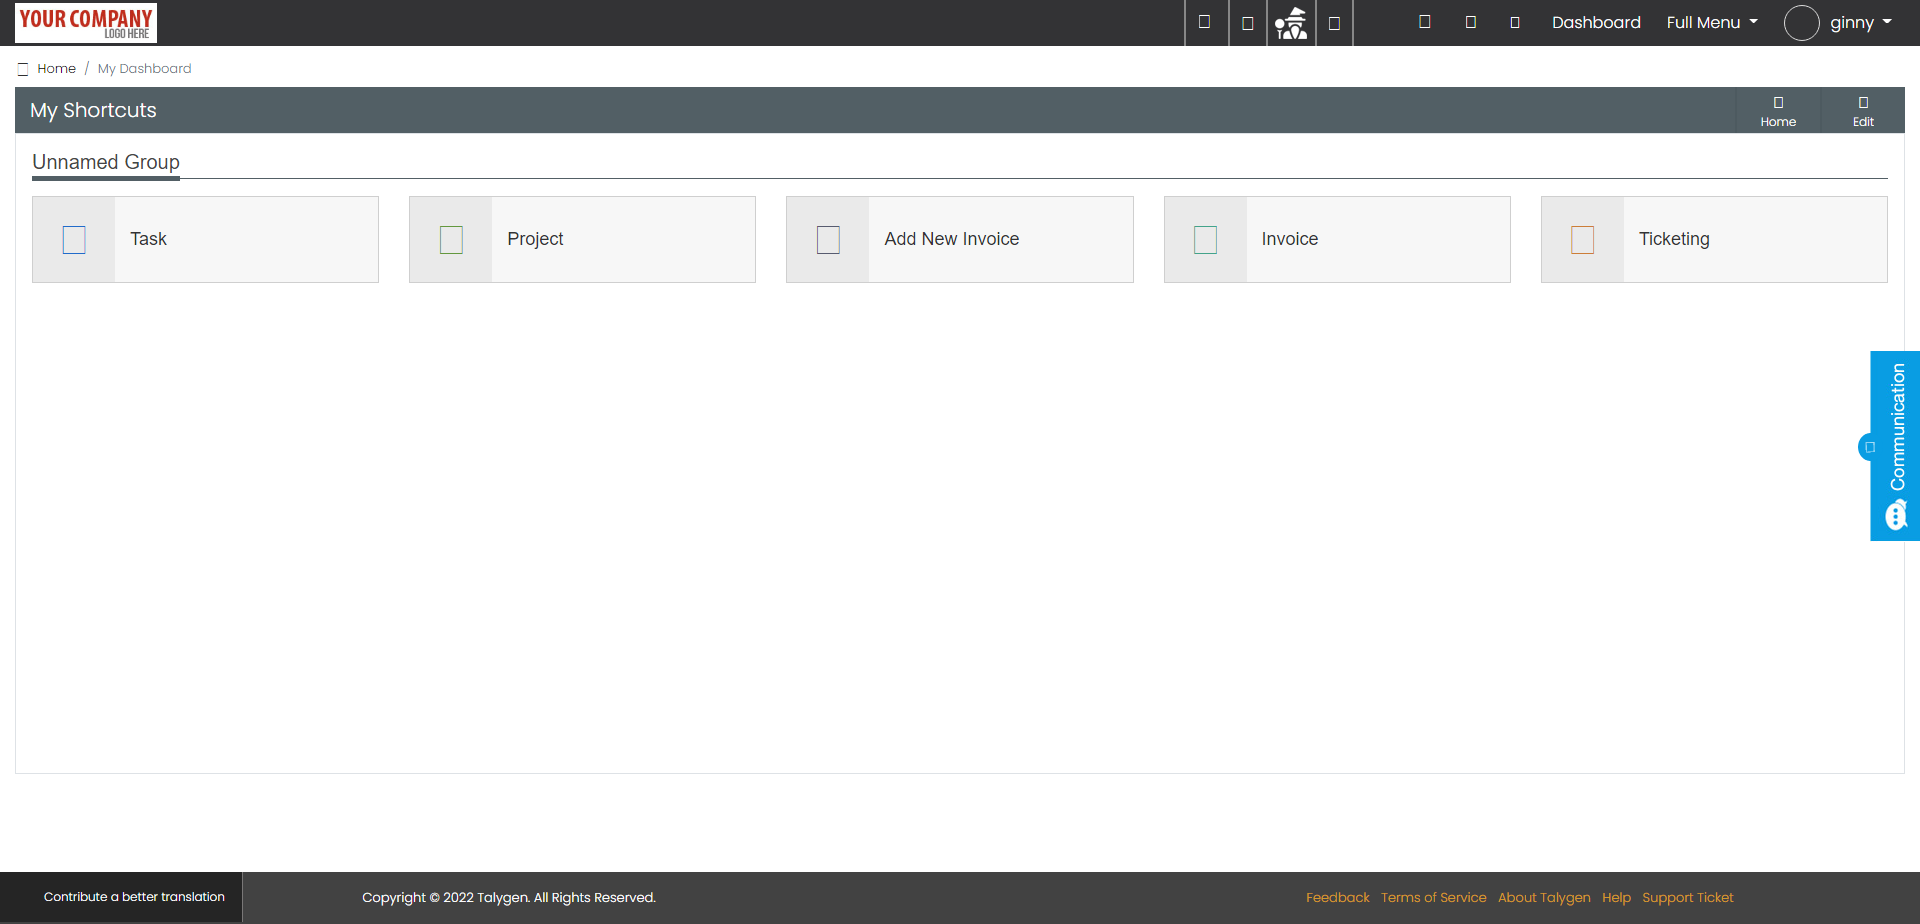 YOUR COMPANY
LOGO HERE
Dashboard
Full Menu
ginny
Home / My Dashboard
My Shortcuts
Home
Edit
Unnamed Group
Task
Project
Add New Invoice
Invoice
Ticketing
Communication
Contribute a better translation
Copyright © 2022 Talygen. All Rights Reserved.
Feedback
Terms of Service
About Talygen
Help
Support Ticket